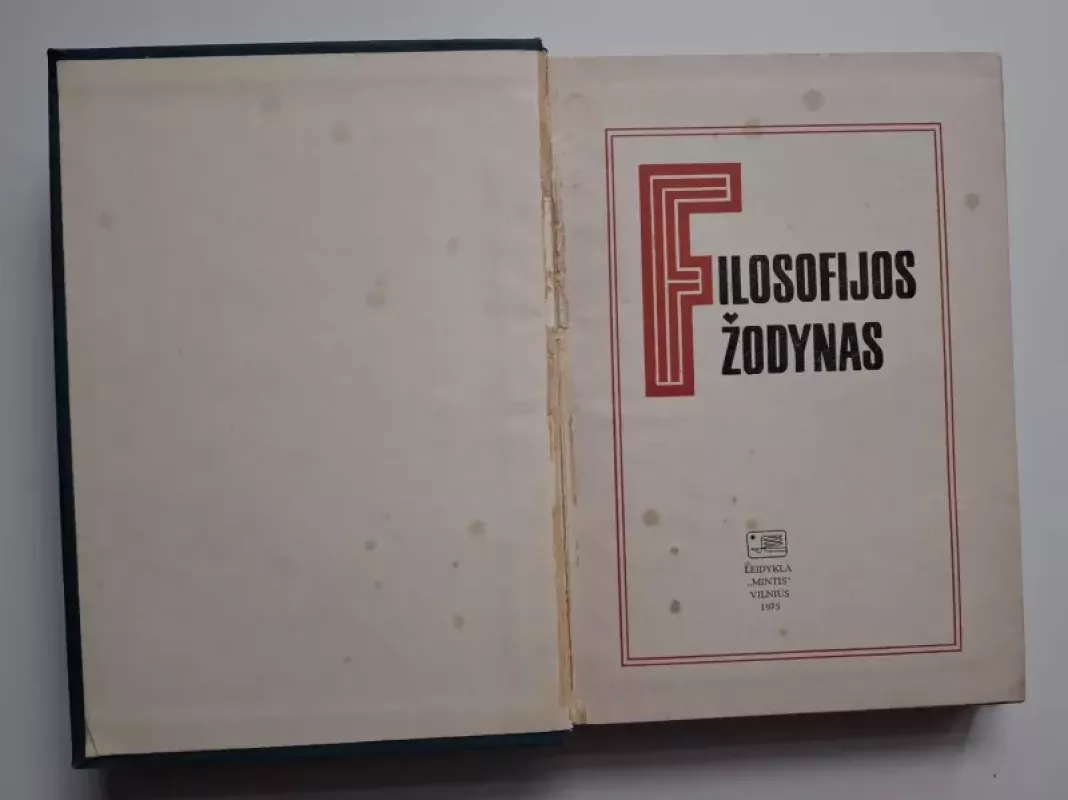 FILOSOFIJOS
ŽODYNAS
LEIDYKLA
„MINTIS“
VILNIUS
1975